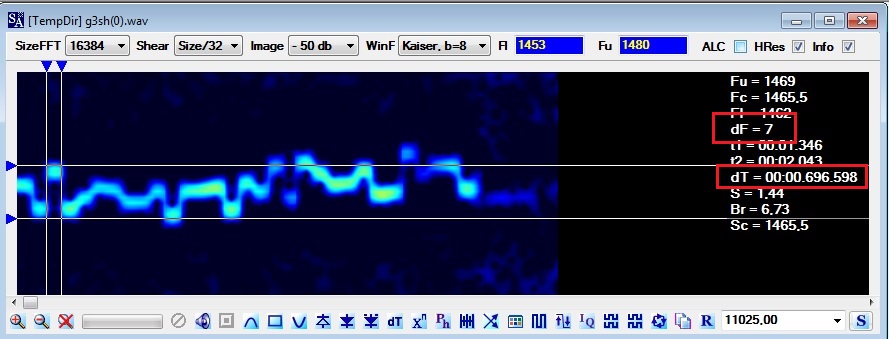 [TempDir] g3sh(0).wav
SizeFFT 16384 Shear Size/32 Image - 50 db WinF Kaiser, b=8 Fl 1453 Fu 1480 ALC HRes Info
Fu = 1469
Fc = 1465,5
Fl = 1462
dF = 7
t1 = 00:01.346
t2 = 00:02.043
dT = 00:00.696.598
S = 1,44
Br = 6,73
Sc = 1465,5
dT Xⁿ Ph IQ R 11025,00 S